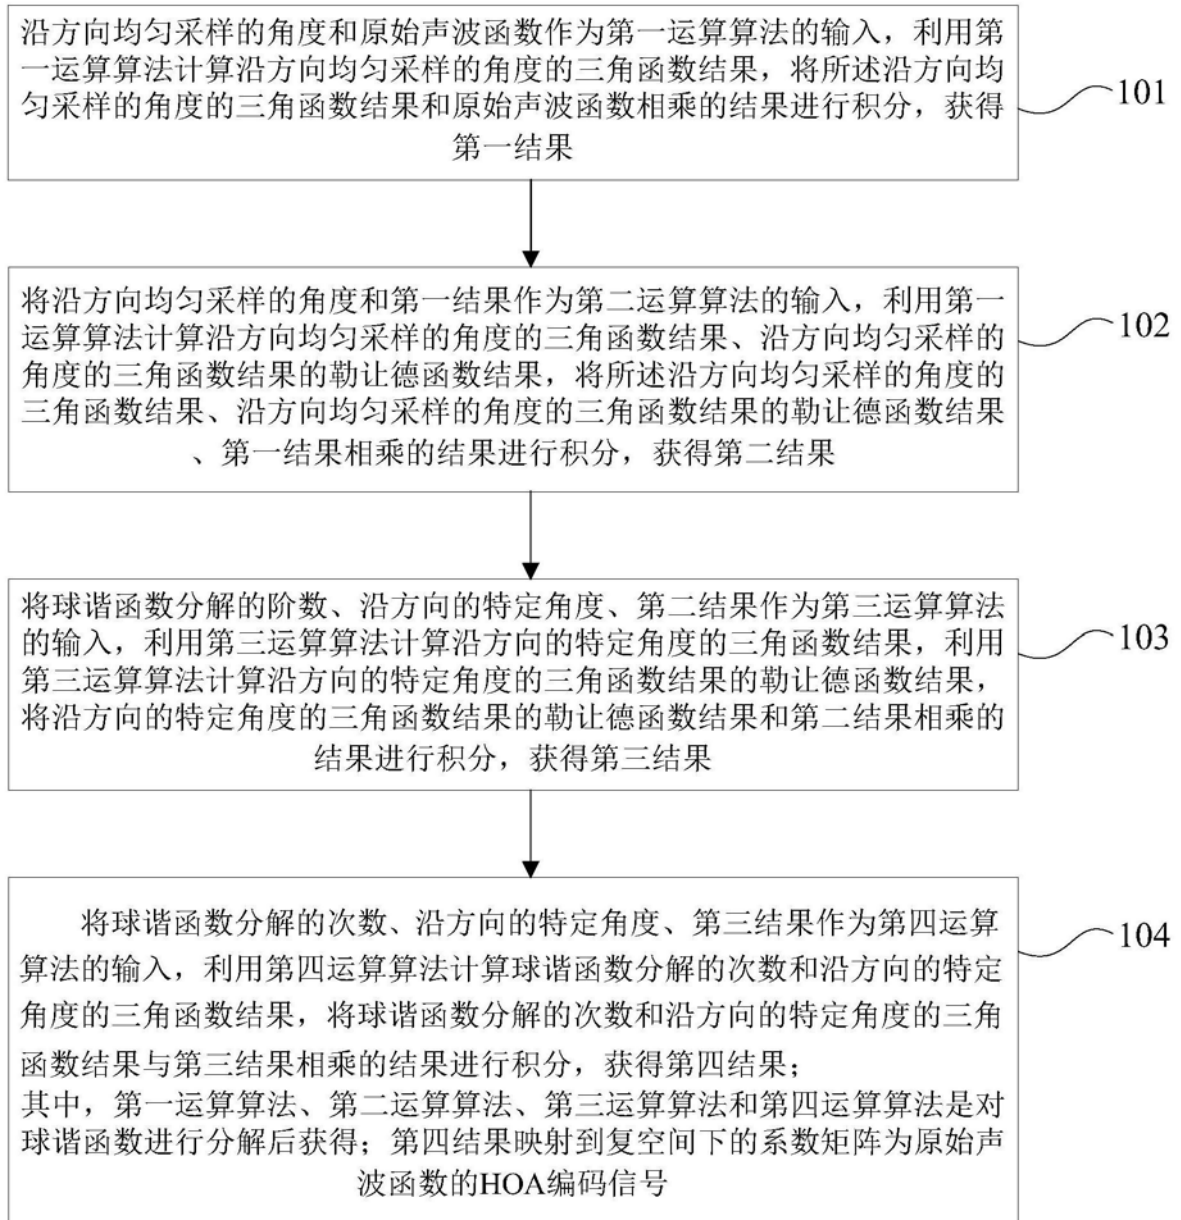 沿方向均匀采样的角度和原始声波函数作为第一运算算法的输入，利用第
一运算算法计算沿方向均匀采样的角度的三角函数结果，将所述沿方向均
匀采样的角度的三角函数结果和原始声波函数相乘的结果进行积分，获得
第一结果
101
将沿方向均匀采样的角度和第一结果作为第二运算算法的输入，利用第一
运算算法计算沿方向均匀采样的角度的三角函数结果、沿方向均匀采样的
角度的三角函数结果的勒让德函数结果，将所述沿方向均匀采样的角度的
三角函数结果、沿方向均匀采样的角度的三角函数结果的勒让德函数结果
、第一结果相乘的结果进行积分，获得第二结果
102
将球谐函数分解的阶数、沿方向的特定角度、第二结果作为第三运算算法
的输入，利用第三运算算法计算沿方向的特定角度的三角函数结果，利用
第三运算算法计算沿方向的特定角度的三角函数结果的勒让德函数结果，
将沿方向的特定角度的三角函数结果的勒让德函数结果和第二结果相乘的
结果进行积分，获得第三结果
103
将球谐函数分解的次数、沿方向的特定角度、第三结果作为第四运算
算法的输入，利用第四运算算法计算球谐函数分解的次数和沿方向的特定
角度的三角函数结果，将球谐函数分解的次数和沿方向的特定角度的三角
函数结果与第三结果相乘的结果进行积分，获得第四结果；
其中，第一运算算法、第二运算算法、第三运算算法和第四运算算法是对
球谐函数进行分解后获得；第四结果映射到复空间下的系数矩阵为原始声
波函数的HOA编码信号
104